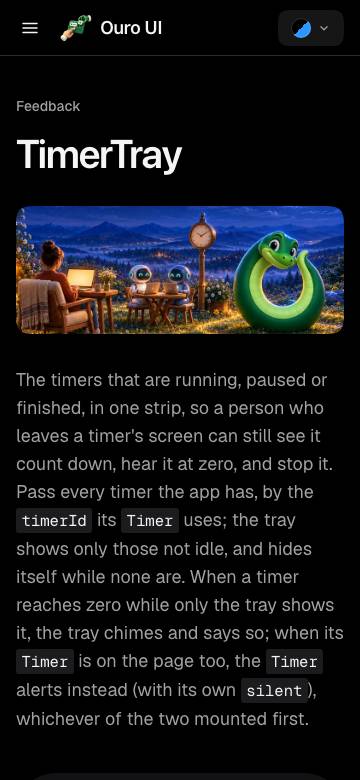 Ouro UI
Feedback
TimerTray
The timers that are running, paused or
finished, in one strip, so a person who
leaves a timer's screen can still see it
count down, hear it at zero, and stop it.
Pass every timer the app has, by the
timerId its Timer uses; the tray
shows only those not idle, and hides
itself while none are. When a timer
reaches zero while only the tray shows
it, the tray chimes and says so; when its
Timer is on the page too, the Timer
alerts instead (with its own silent),
whichever of the two mounted first.